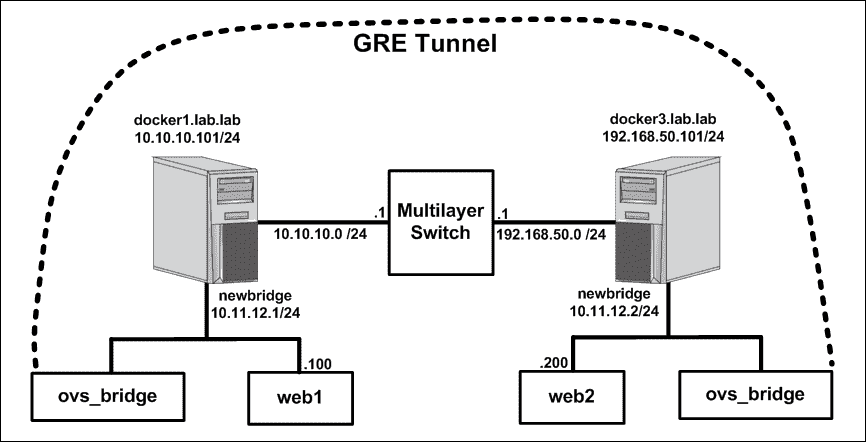 GRE Tunnel
docker1.lab.lab
10.10.10.101/24
docker3.lab.lab
192.168.50.101/24
.1
Multilayer
Switch
.1
10.10.10.0 /24
192.168.50.0 /24
newbridge
10.11.12.1/24
newbridge
10.11.12.2/24
.100
.200
ovs_bridge
web1
web2
ovs_bridge